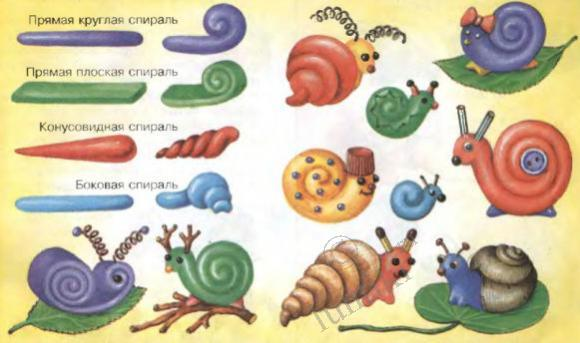 Прямая круглая спираль
Прямая плоская спираль
Конусовидная спираль
Боковая спираль